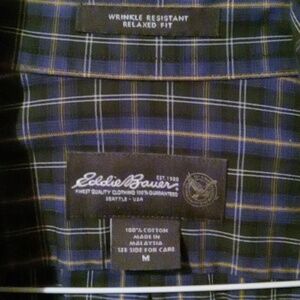 WRINKLE RESISTANT
RELAXED FIT
Eddie Bauer
EST. 1920
FINEST QUALITY CLOTHING 100% GUARANTEED
SEATTLE - USA
100% COTTON
MADE IN
MALAYSIA
SEE SIDE FOR CARE
M